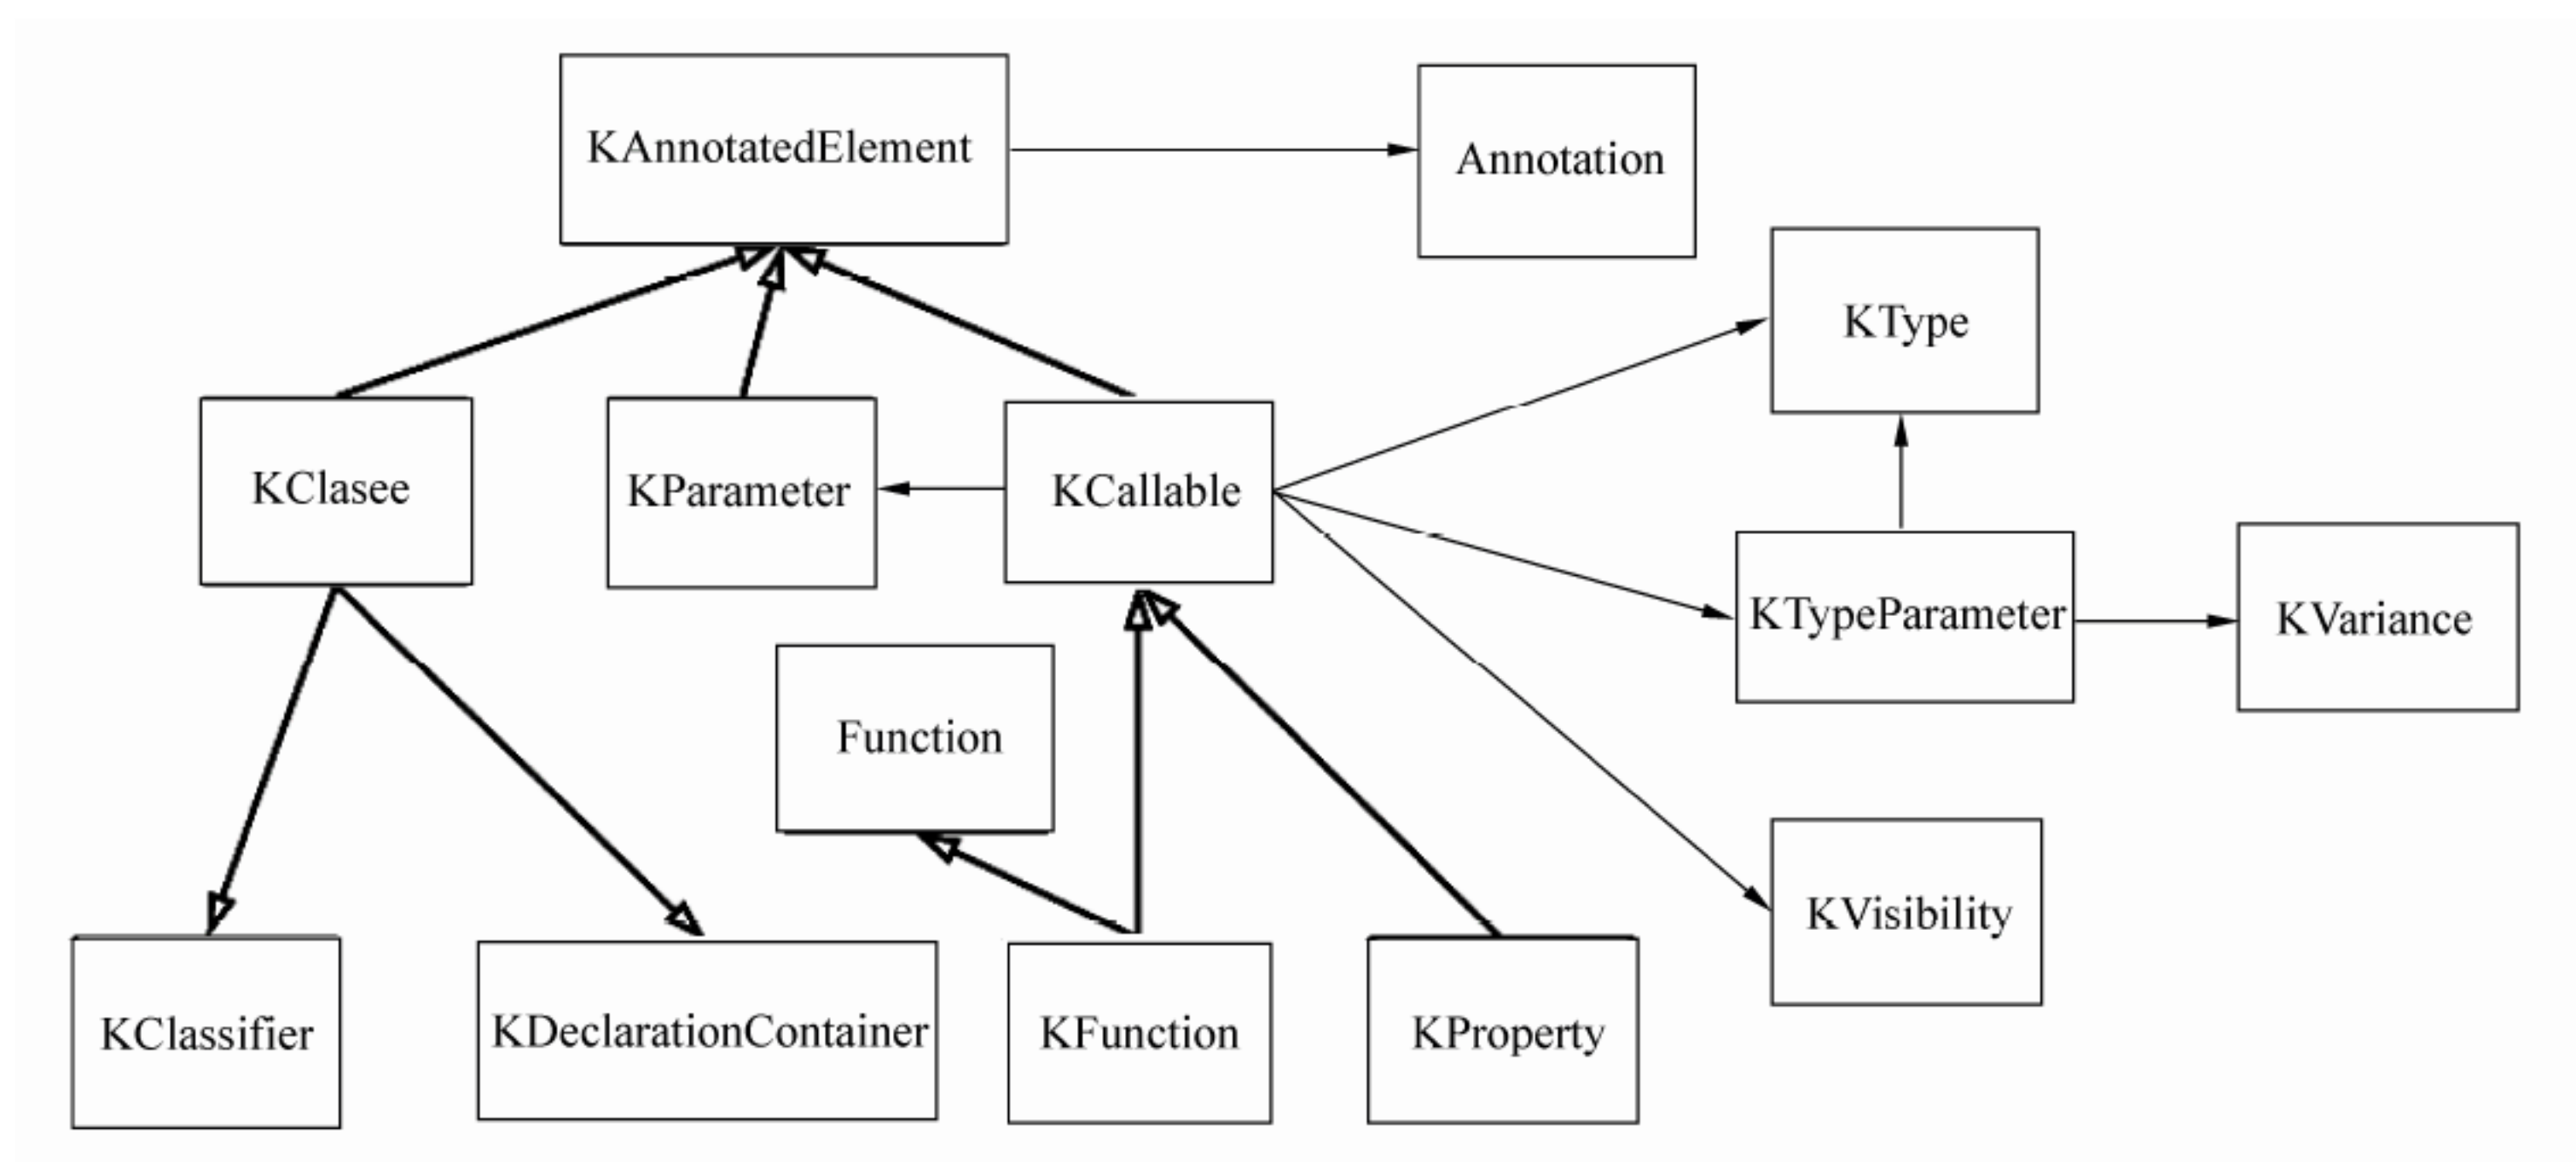 KAnnotatedElement
Annotation
KType
KClasee
KParameter
KCallable
KTypeParameter
KVariance
Function
KVisibility
KClassifier
KDeclarationContainer
KFunction
KProperty